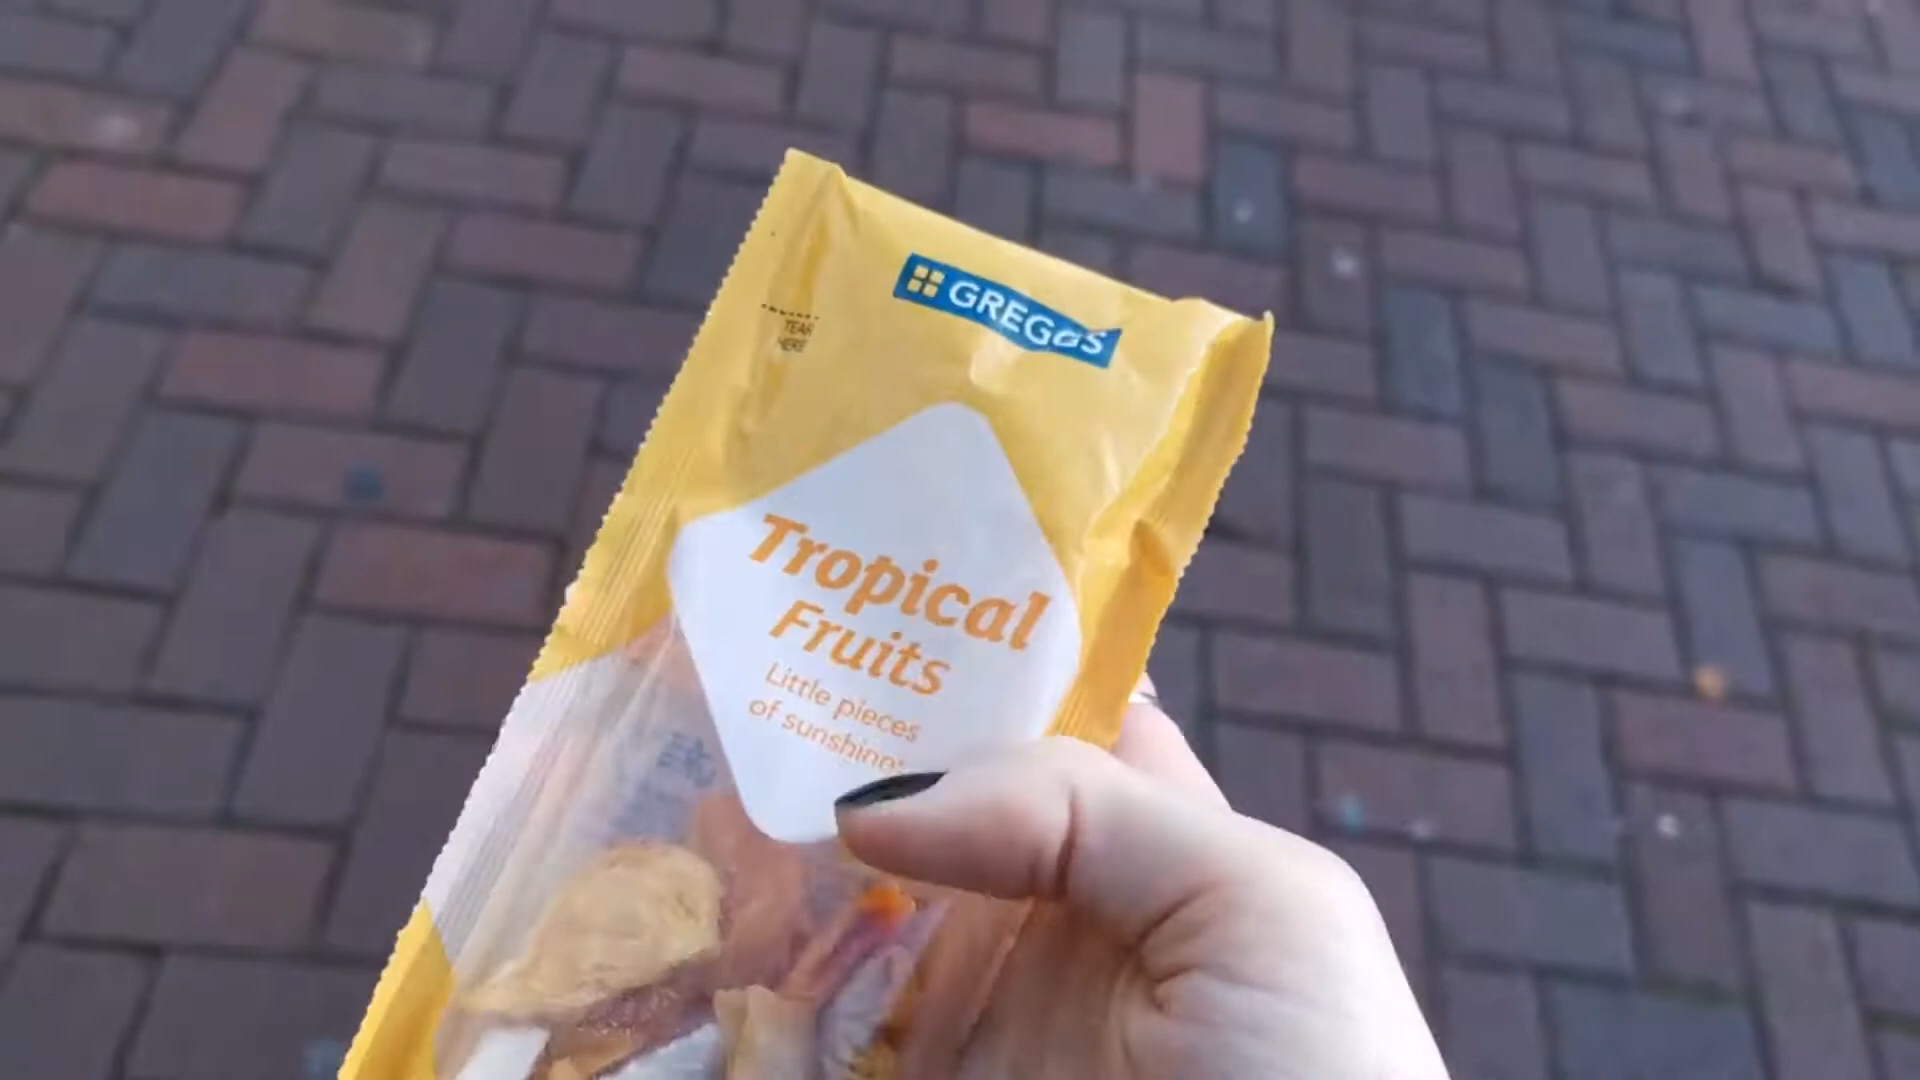 GREGGS
TEAR
HERE
Tropical
Fruits
Little pieces
of sunshine